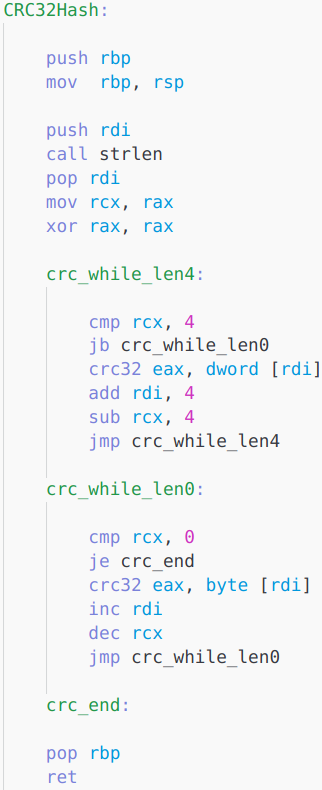 CRC32Hash:
push rbp
mov  rbp, rsp
push rdi
call strlen
pop rdi
mov rcx, rax
xor rax, rax
crc_while_len4:
cmp rcx, 4
jb crc_while_len0
crc32 eax, dword [rdi]
add rdi, 4
sub rcx, 4
jmp crc_while_len4
crc_while_len0:
cmp rcx, 0
je crc_end
crc32 eax, byte [rdi]
inc rdi
dec rcx
jmp crc_while_len0
crc_end:
pop rbp
ret